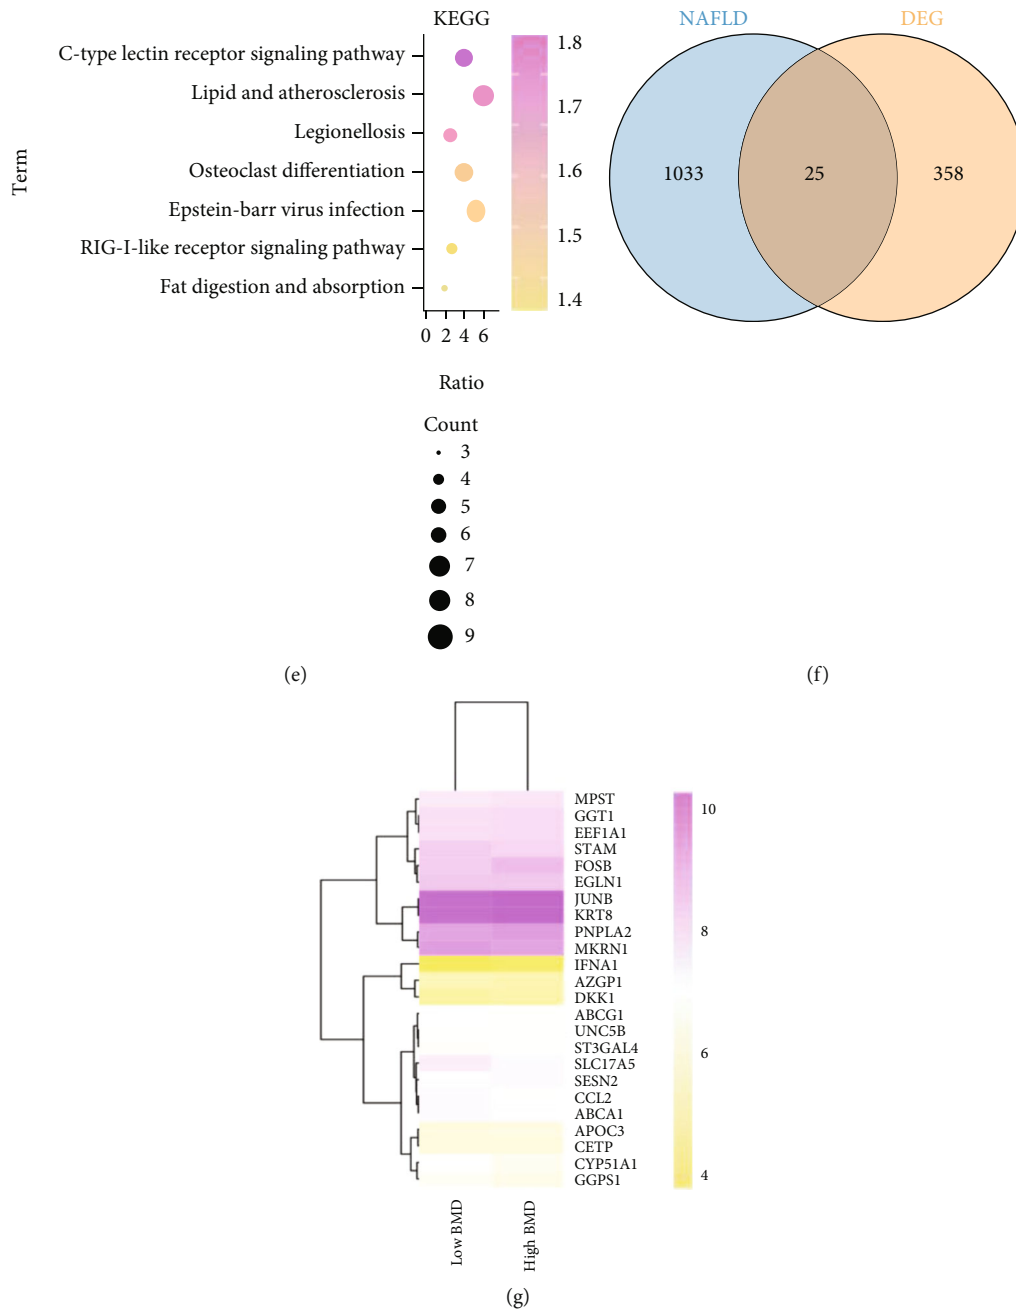 KEGG
Term
C-type lectin receptor signaling pathway
Lipid and atherosclerosis
Legionellosis
Osteoclast differentiation
Epstein-barr virus infection
RIG-I-like receptor signaling pathway
Fat digestion and absorption
0 2 4 6
Ratio
1.8
1.7
1.6
1.5
1.4
Count
3
4
5
6
7
8
9
(e)
NAFLD DEG
1033 25 358
(f)
MPST
GGT1
EEF1A1
STAM
FOSB
EGLN1
JUNB
KRT8
PNPLA2
MKRN1
IFNA1
AZGP1
DKK1
ABCG1
UNC5B
ST3GAL4
SLC17A5
SESN2
CCL2
ABCA1
APOC3
CETP
CYP51A1
GGPS1
Low BMD
High BMD
10
8
6
4
(g)